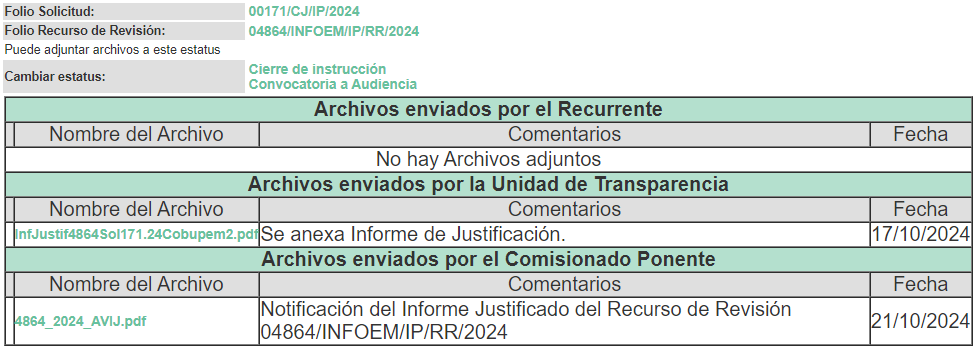 Folio Solicitud: 00171/CJ/IP/2024
Folio Recurso de Revisión: 04864/INFOEM/IP/RR/2024
Puede adjuntar archivos a este estatus
Cambiar estatus: Cierre de instrucción
Convocatoria a Audiencia
Archivos enviados por el Recurrente
Nombre del Archivo Comentarios Fecha
No hay Archivos adjuntos
Archivos enviados por la Unidad de Transparencia
Nombre del Archivo Comentarios Fecha
InfJustif4864Sol171.24Cobupem2.pdf Se anexa Informe de Justificación. 17/10/2024
Archivos enviados por el Comisionado Ponente
Nombre del Archivo Comentarios Fecha
4864_2024_AVIJ.pdf Notificación del Informe Justificado del Recurso de Revisión 21/10/2024
04864/INFOEM/IP/RR/2024